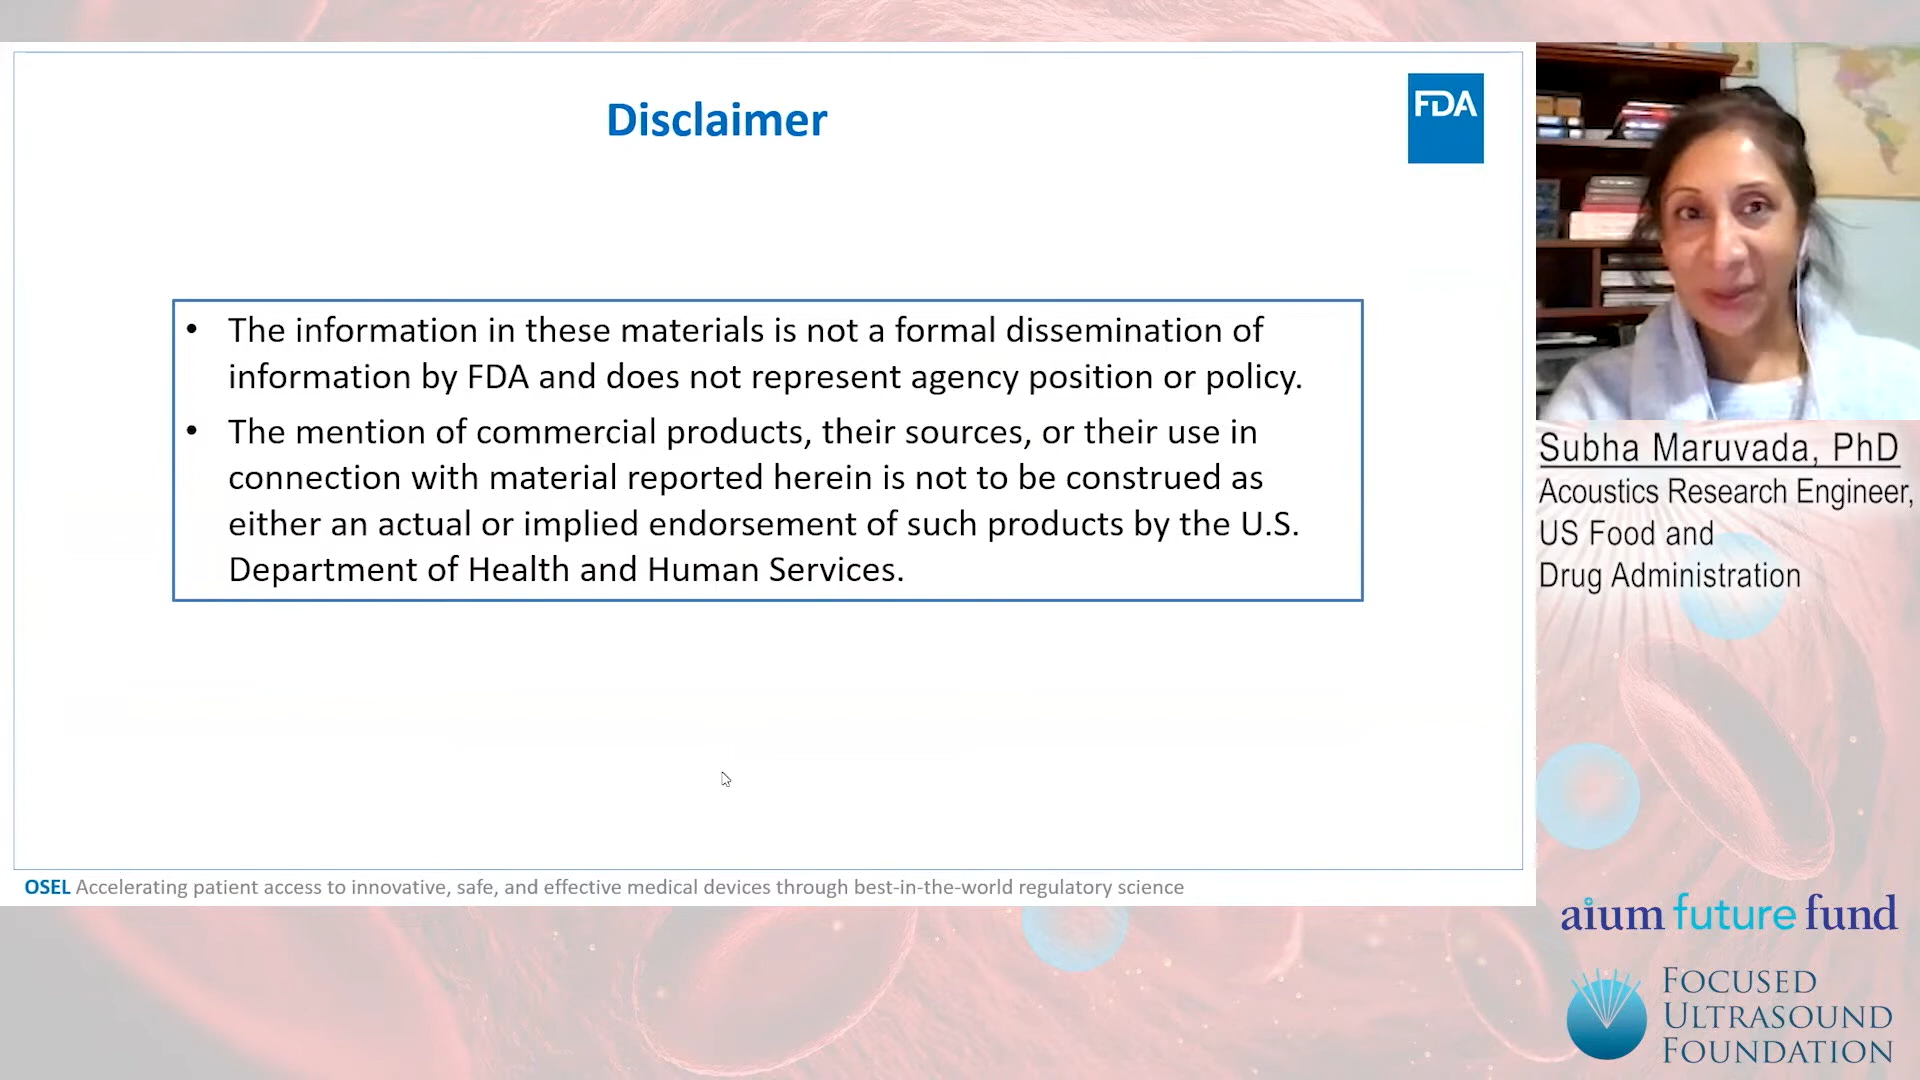 Disclaimer
FDA
• The information in these materials is not a formal dissemination of
information by FDA and does not represent agency position or policy.
• The mention of commercial products, their sources, or their use in
connection with material reported herein is not to be construed as
either an actual or implied endorsement of such products by the U.S.
Department of Health and Human Services.
OSEL Accelerating patient access to innovative, safe, and effective medical devices through best-in-the-world regulatory science
Subha Maruvada, PhD
Acoustics Research Engineer,
US Food and
Drug Administration
aium future fund
FOCUSED
ULTRASOUND
FOUNDATION